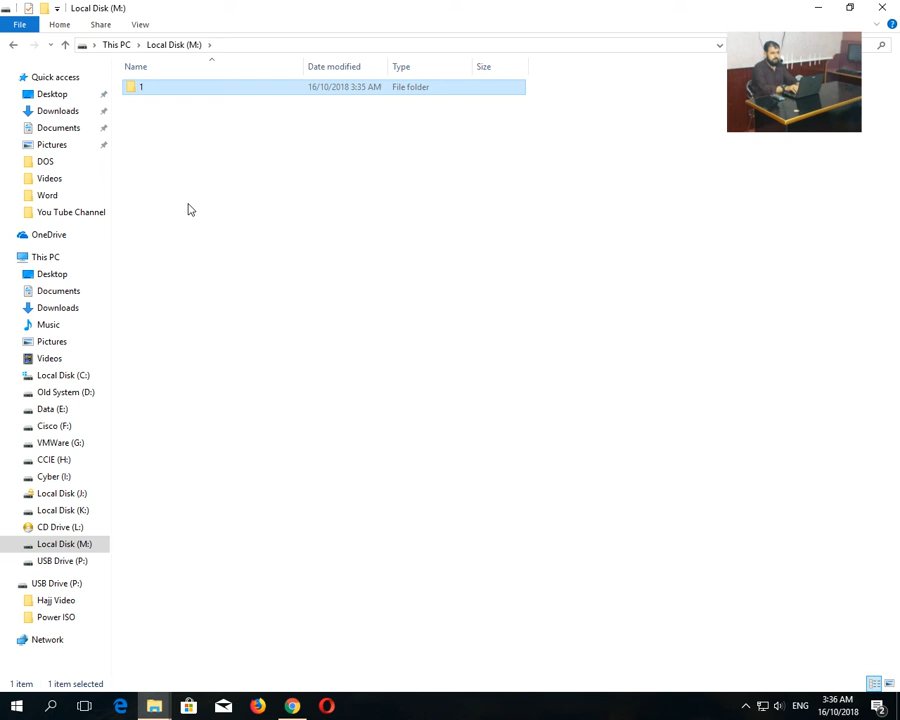 Local Disk (M:)
File Home Share View
This PC Local Disk (M:)
Name Date modified Type Size
1 16/10/2018 3:35 AM File folder
Quick access
Desktop
Downloads
Documents
Pictures
DOS
Videos
Word
You Tube Channel
OneDrive
This PC
Desktop
Documents
Downloads
Music
Pictures
Videos
Local Disk (C:)
Old System (D:)
Data (E:)
Cisco (F:)
VMWare (G:)
CCIE (H:)
Cyber (I:)
Local Disk (J:)
Local Disk (K:)
CD Drive (L:)
Local Disk (M:)
USB Drive (P:)
USB Drive (P:)
Hajj Video
Power ISO
Network
1 item 1 item selected
ENG 3:36 AM
16/10/2018 2